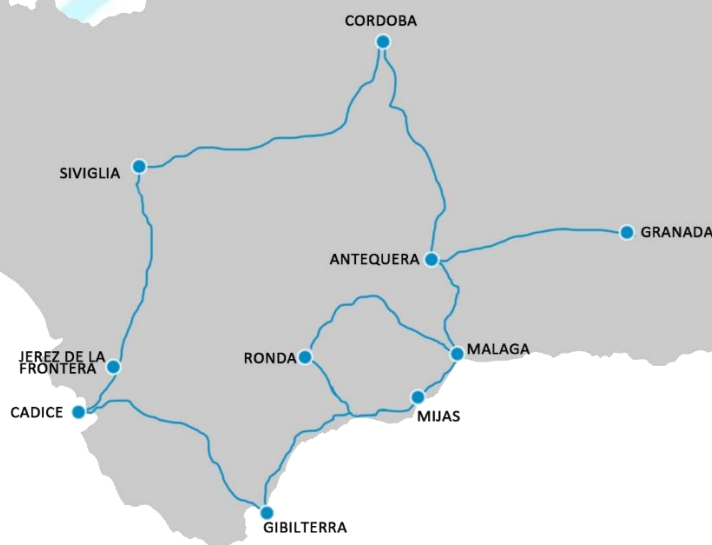 CORDOBA
SIVIGLIA
GRANADA
ANTEQUERA
JEREZ DE LA
FRONTERA
RONDA
MALAGA
CADICE
MIJAS
GIBILTERRA